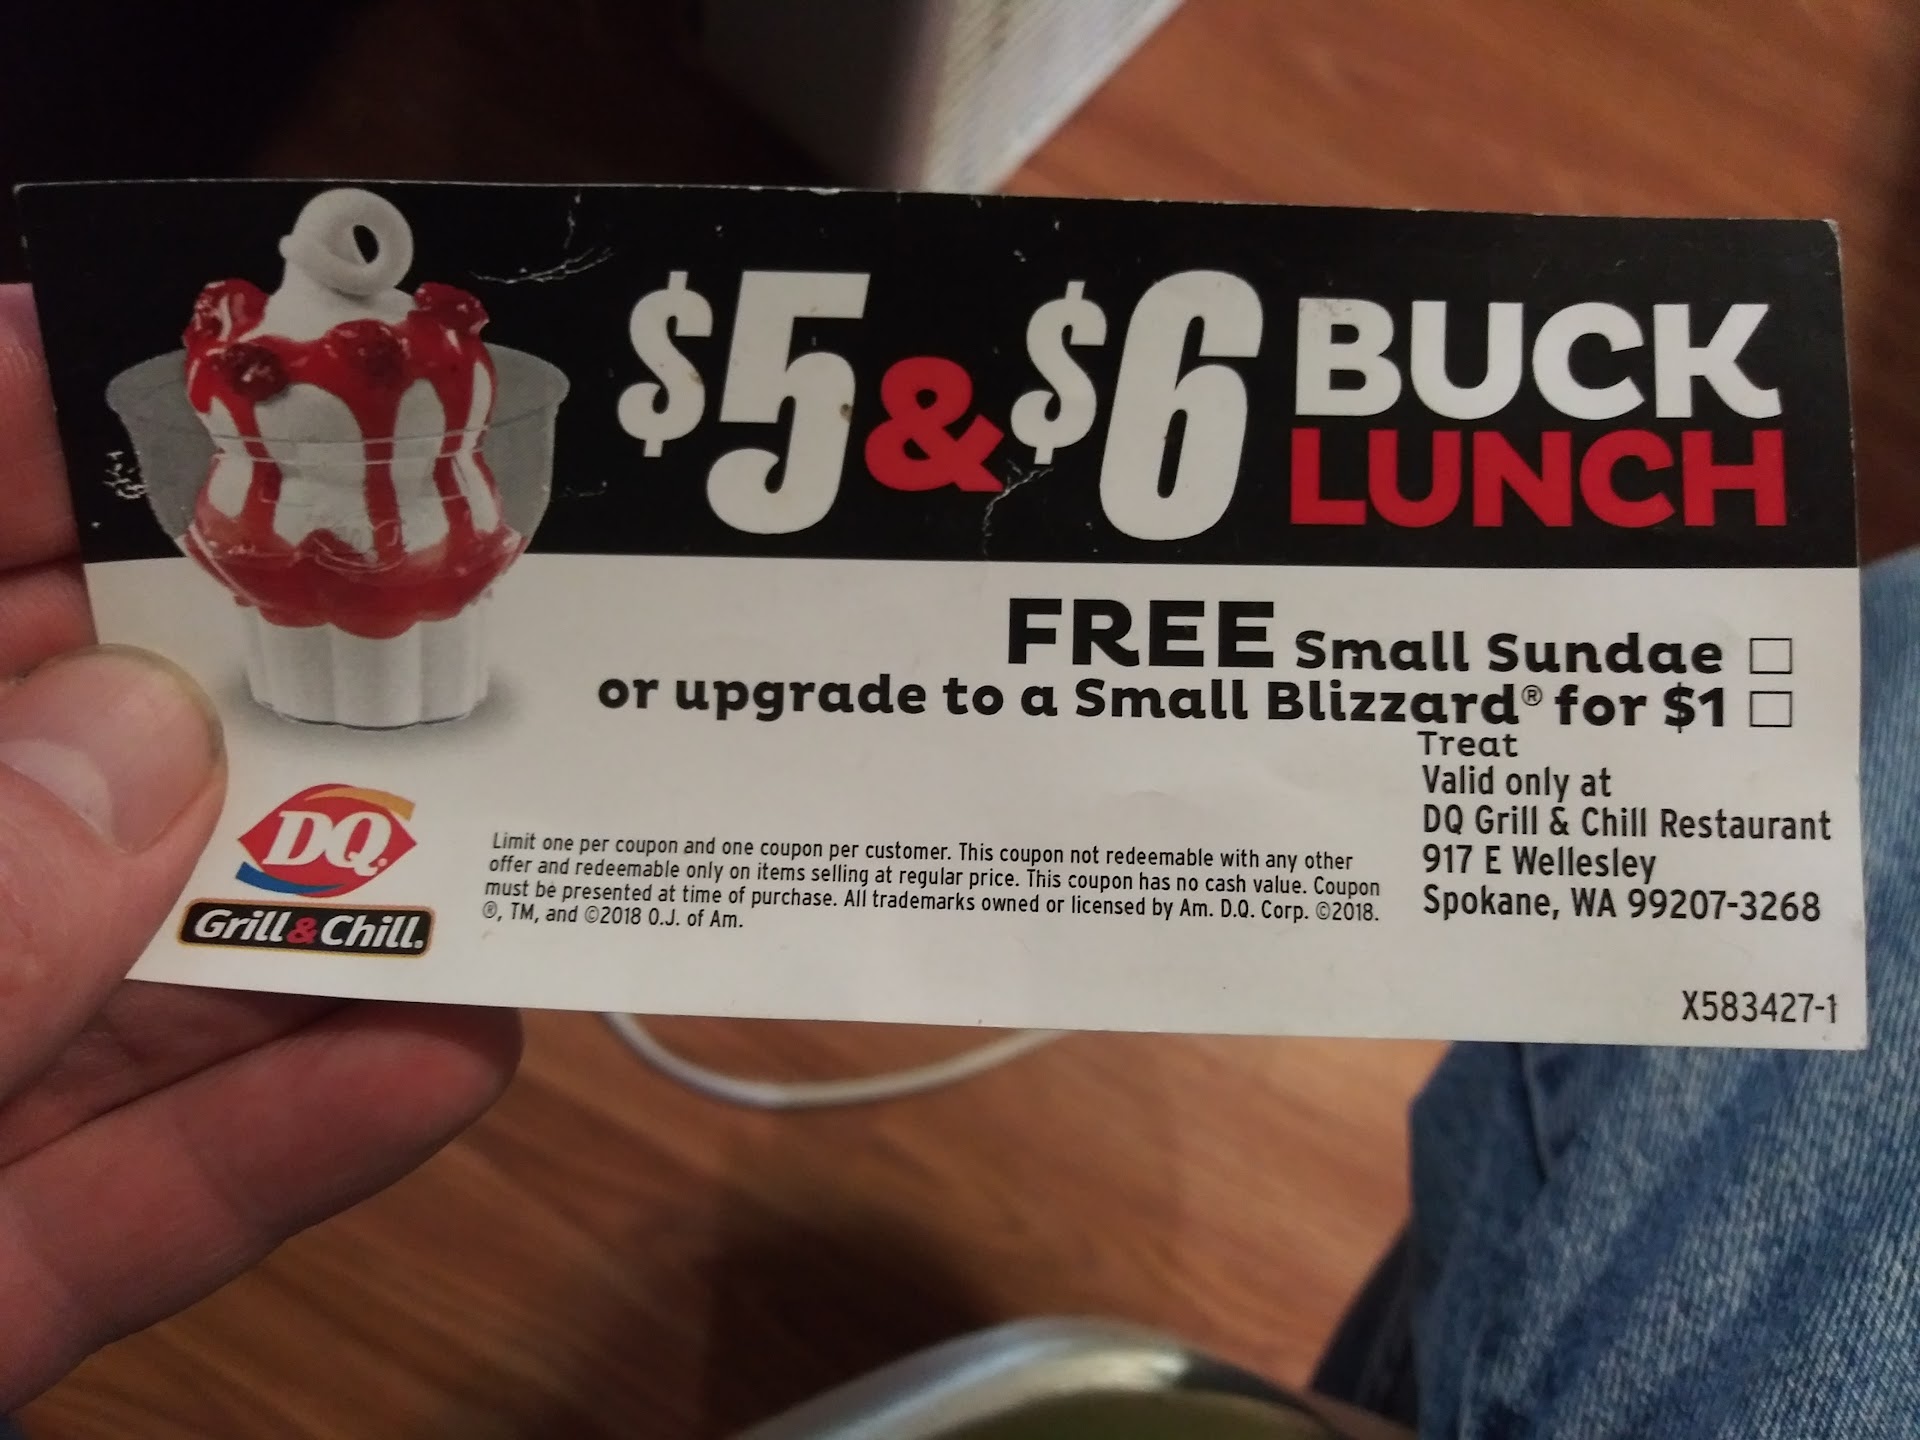 $5 & $6 BUCK
LUNCH
FREE Small Sundae
or upgrade to a Small Blizzard® for $1
Treat
Valid only at
DQ Grill & Chill Restaurant
917 E Wellesley
Spokane, WA 99207-3268
DQ®
Grill & Chill®
Limit one per coupon and one coupon per customer. This coupon not redeemable with any other
offer and redeemable only on items selling at regular price. This coupon has no cash value. Coupon
must be presented at time of purchase. All trademarks owned or licensed by Am. D.Q. Corp. ©2018.
®, TM, and ©2018 O.J. of Am.
X583427-1